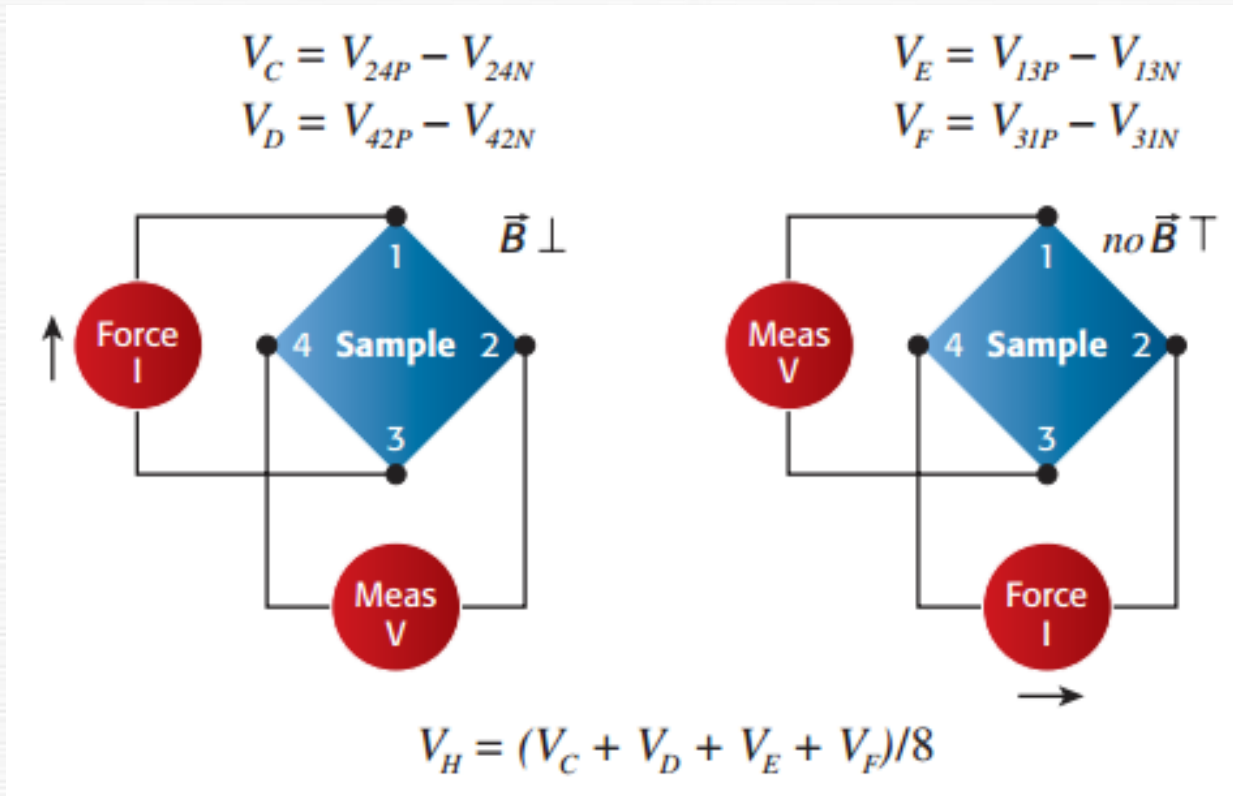 V_C = V_24P − V_24N
V_D = V_42P − V_42N
V_E = V_13P − V_13N
V_F = V_31P − V_31N
B⃗ ⊥
1
Force
I
4 Sample 2
3
Meas
V
no B⃗ ⊤
1
Meas
V
4 Sample 2
3
Force
I
V_H = (V_C + V_D + V_E + V_F)/8